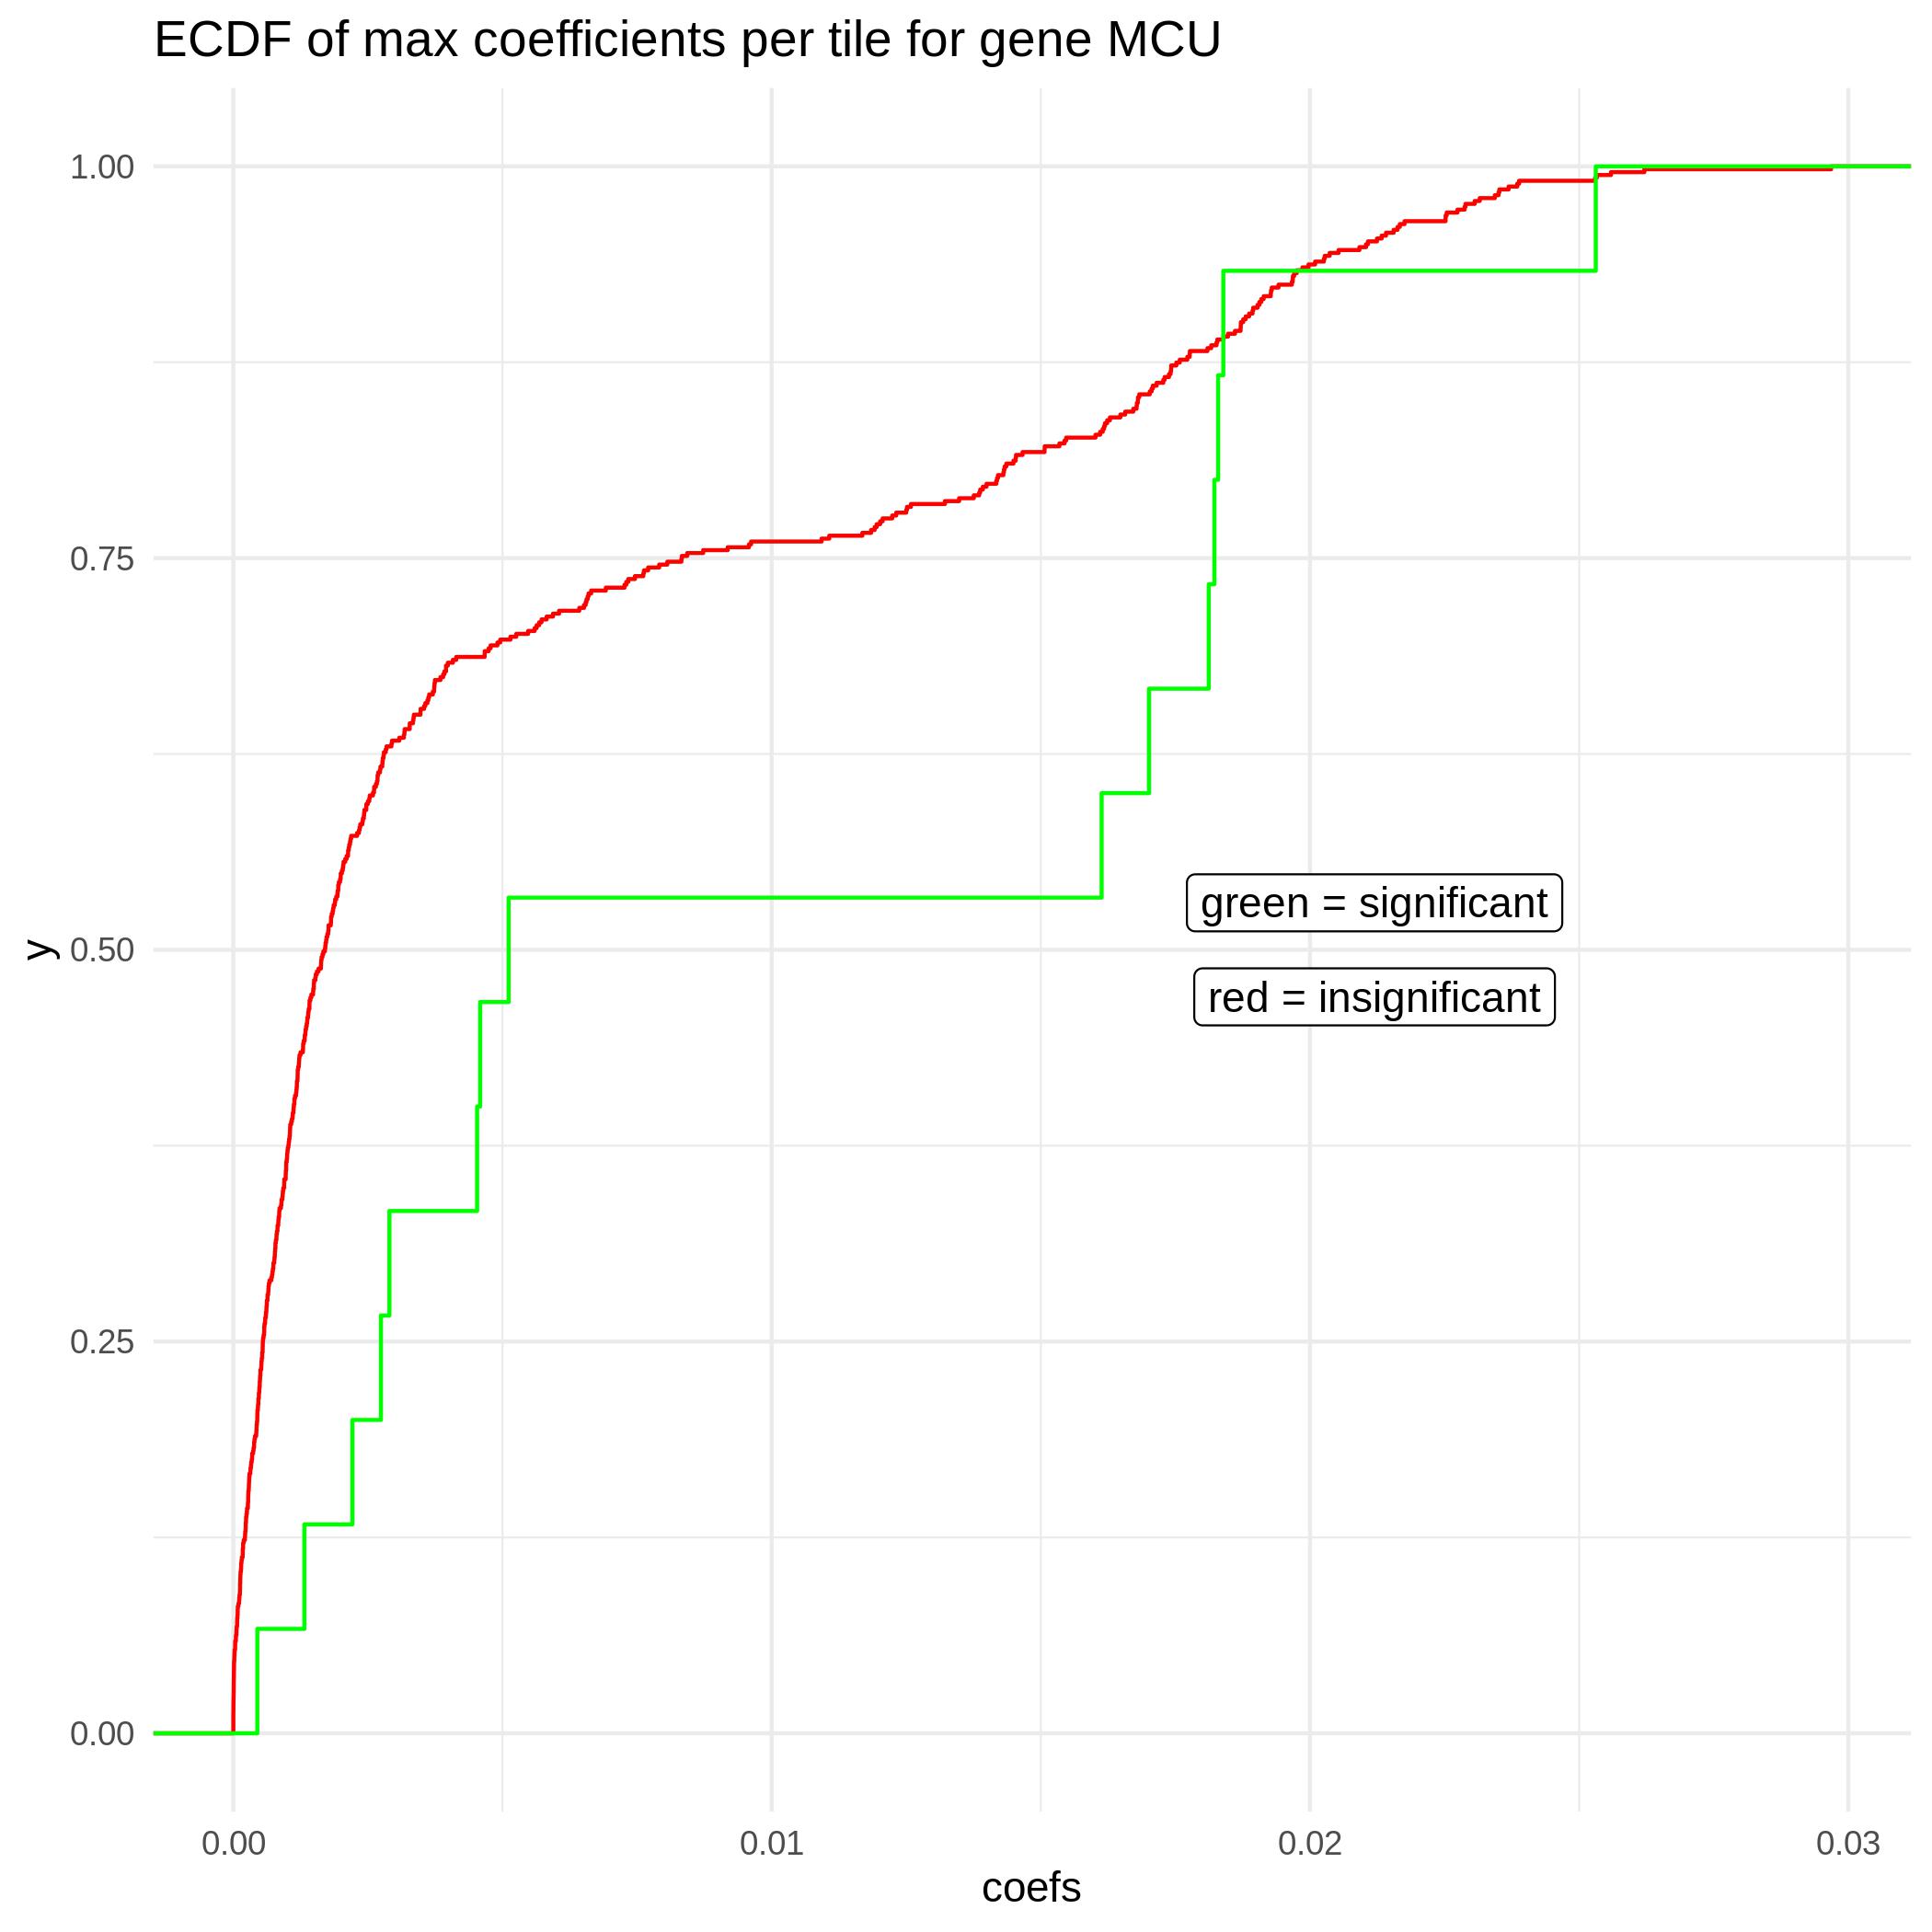 ECDF of max coefficients per tile for gene MCU
1.00
0.75
0.50
0.25
0.00
y
green = significant
red = insignificant
0.00 0.01 0.02 0.03
coefs